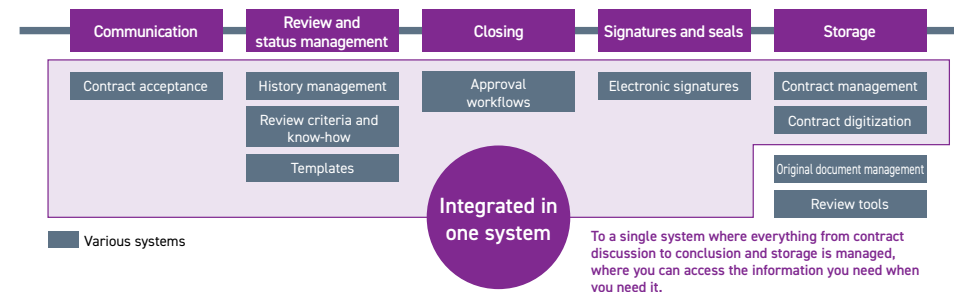 Communication
Review and
status management
Closing
Signatures and seals
Storage
Contract acceptance
History management
Approval
workflows
Electronic signatures
Contract management
Review criteria and
know-how
Contract digitization
Templates
Original document management
Review tools
Integrated in
one system
Various systems
To a single system where everything from contract
discussion to conclusion and storage is managed,
where you can access the information you need when
you need it.